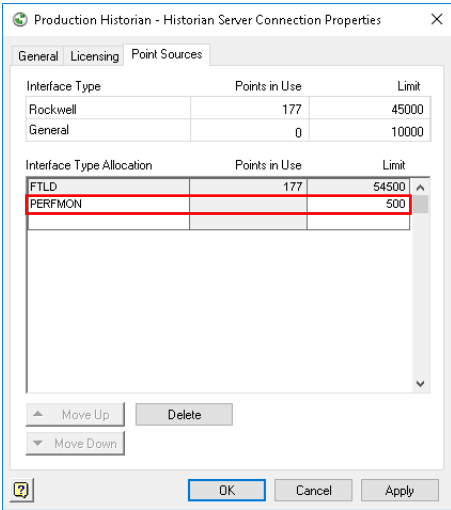 Production Historian - Historian Server Connection Properties
General Licensing Point Sources
Interface Type Points in Use Limit
Rockwell 177 45000
General 0 10000
Interface Type Allocation Points in Use Limit
FTLD 177 54500
PERFMON 500
Move Up Delete
Move Down
OK Cancel Apply